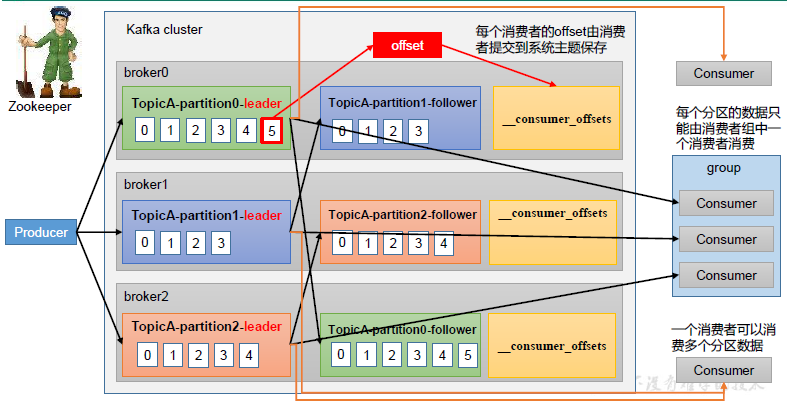 Kafka cluster
Zookeeper
offset
每个消费者的offset由消费
者提交到系统主题保存
broker0
TopicA-partition0-leader
0 1 2 3 4 5
TopicA-partition1-follower
0 1 2 3
__consumer_offsets
Consumer
每个分区的数据只
能由消费者组中一
个消费者消费
group
Consumer
Consumer
Consumer
Producer
broker1
TopicA-partition1-leader
0 1 2 3
TopicA-partition2-follower
0 1 2 3 4
__consumer_offsets
broker2
TopicA-partition2-leader
0 1 2 3 4
TopicA-partition0-follower
0 1 2 3 4 5
__consumer_offsets
一个消费者可以消
费多个分区数据
Consumer